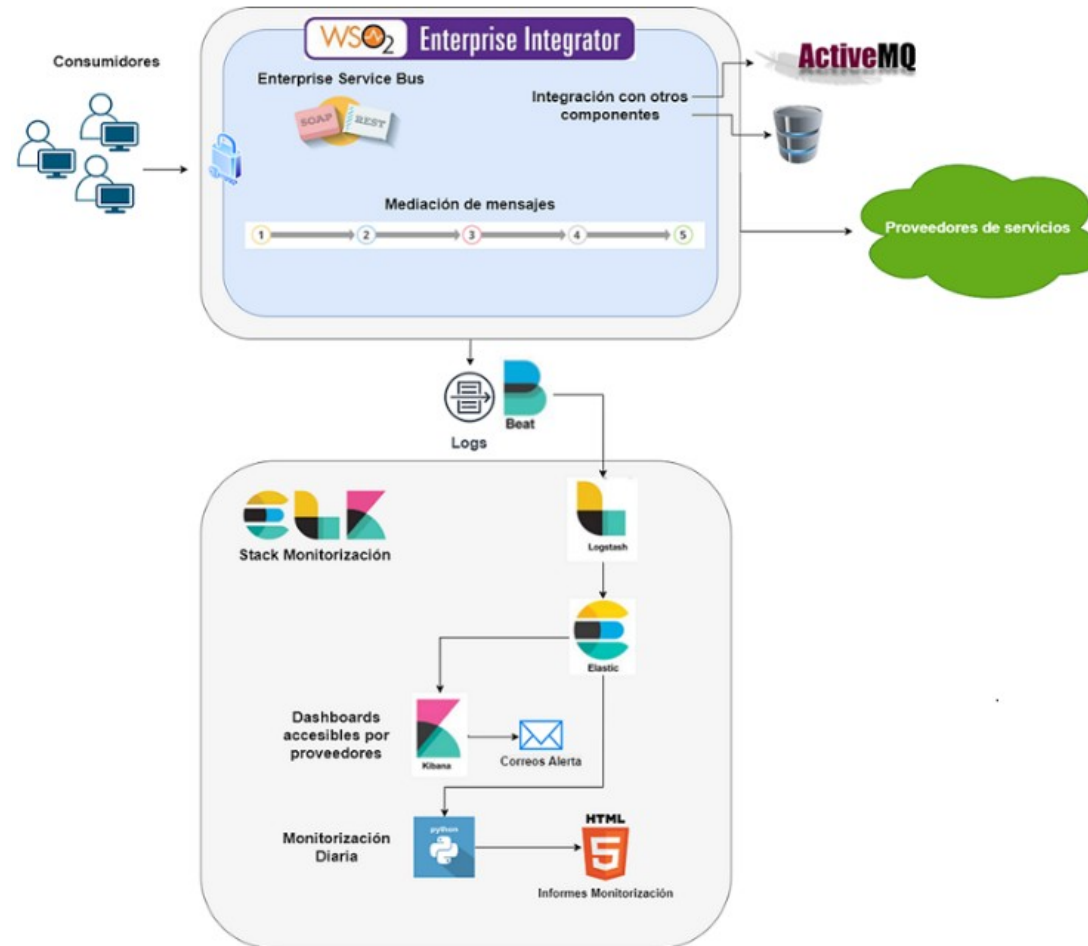 WSO2 Enterprise Integrator
Consumidores
Enterprise Service Bus
SOAP
REST
Integración con otros
componentes
ActiveMQ
Mediación de mensajes
1
2
3
4
5
Proveedores de servicios
Logs
Beat
Stack Monitorización
Logstash
Elastic
Dashboards
accesibles por
proveedores
Kibana
Correos Alerta
Monitorización
Diaria
python
HTML
5
Informes Monitorización